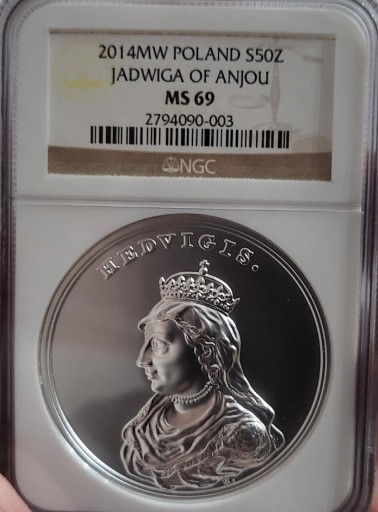 2014MW POLAND S50Z
JADWIGA OF ANJOU
MS 69
2794090-003
NGC
HEDVIGIS.